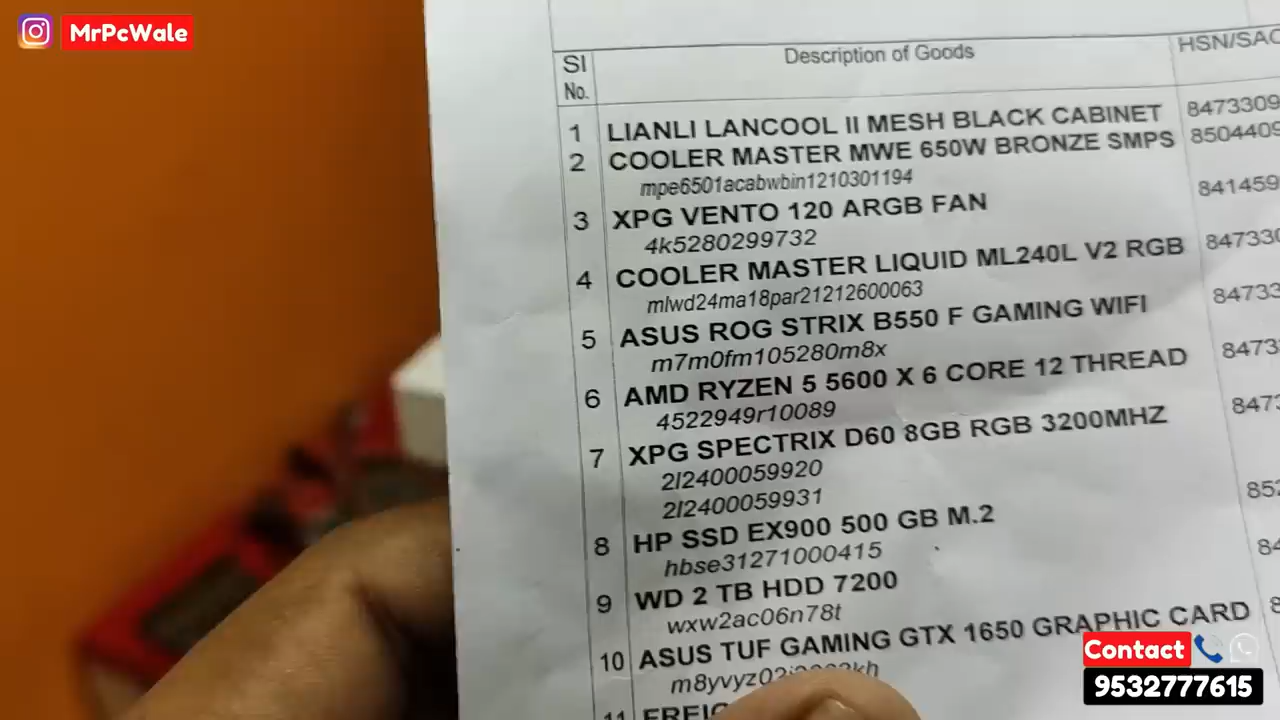 MrPcWale
SI No.
Description of Goods
HSN/SAC
1 LIANLI LANCOOL II MESH BLACK CABINET 8473309
2 COOLER MASTER MWE 650W BRONZE SMPS 8504409
mpe6501acabwbin1210301194
3 XPG VENTO 120 ARGB FAN 841459
4k5280299732
4 COOLER MASTER LIQUID ML240L V2 RGB 847330
mlwd24ma18par21212600063
5 ASUS ROG STRIX B550 F GAMING WIFI 84733
m7m0fm105280m8x
6 AMD RYZEN 5 5600 X 6 CORE 12 THREAD 8473
4522949r10089
7 XPG SPECTRIX D60 8GB RGB 3200MHZ 8473
2l2400059920
2l2400059931
8 HP SSD EX900 500 GB M.2 852
hbse31271000415
9 WD 2 TB HDD 7200 84
wxw2ac06n78t
10 ASUS TUF GAMING GTX 1650 GRAPHIC CARD 8
11
Contact
9532777615